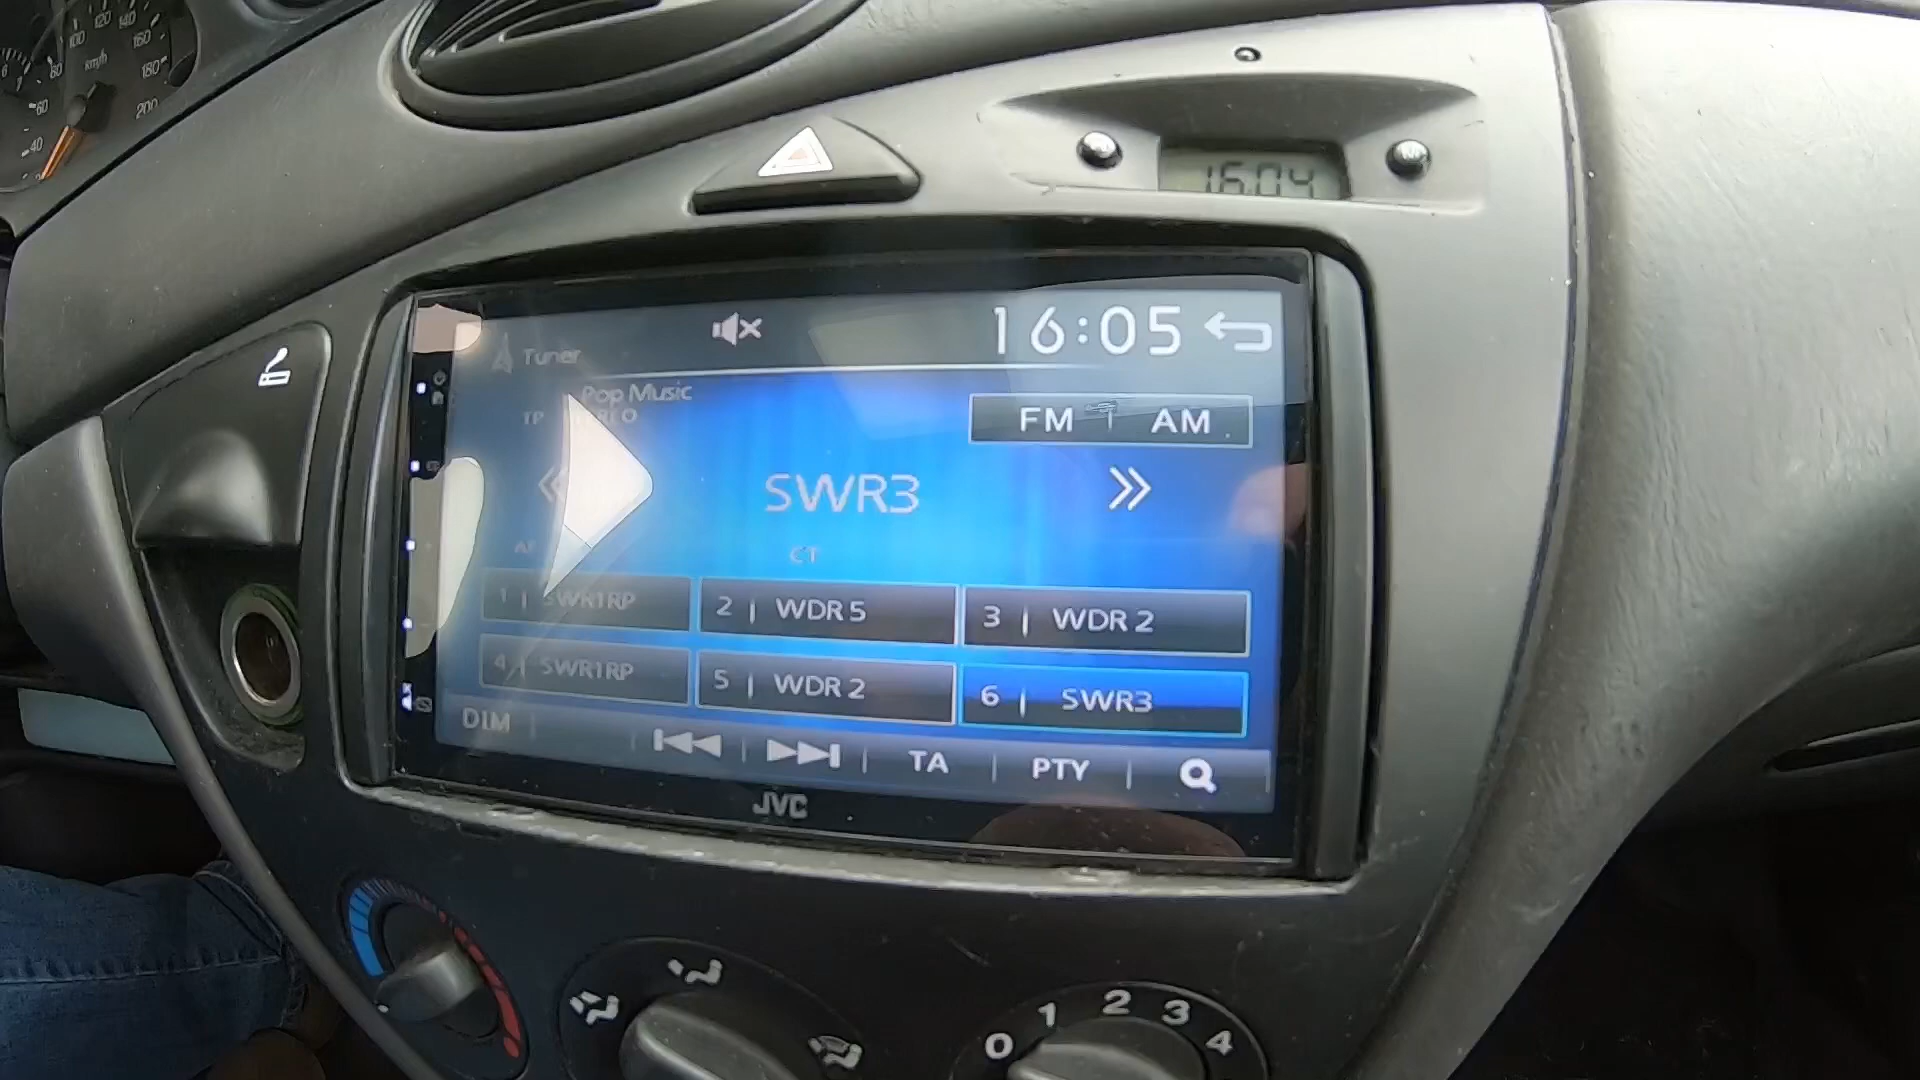 100 120 140
160
km/h
80
180
60
200
40
16:04
16:05
Tuner
Pop Music
TP
FM | AM
SWR3
AF
CT
1 | SWR1RP
2 | WDR 5
3 | WDR 2
4 | SWR1RP
5 | WDR 2
6 | SWR3
DIM
TA | PTY
JVC
0 1 2 3 4